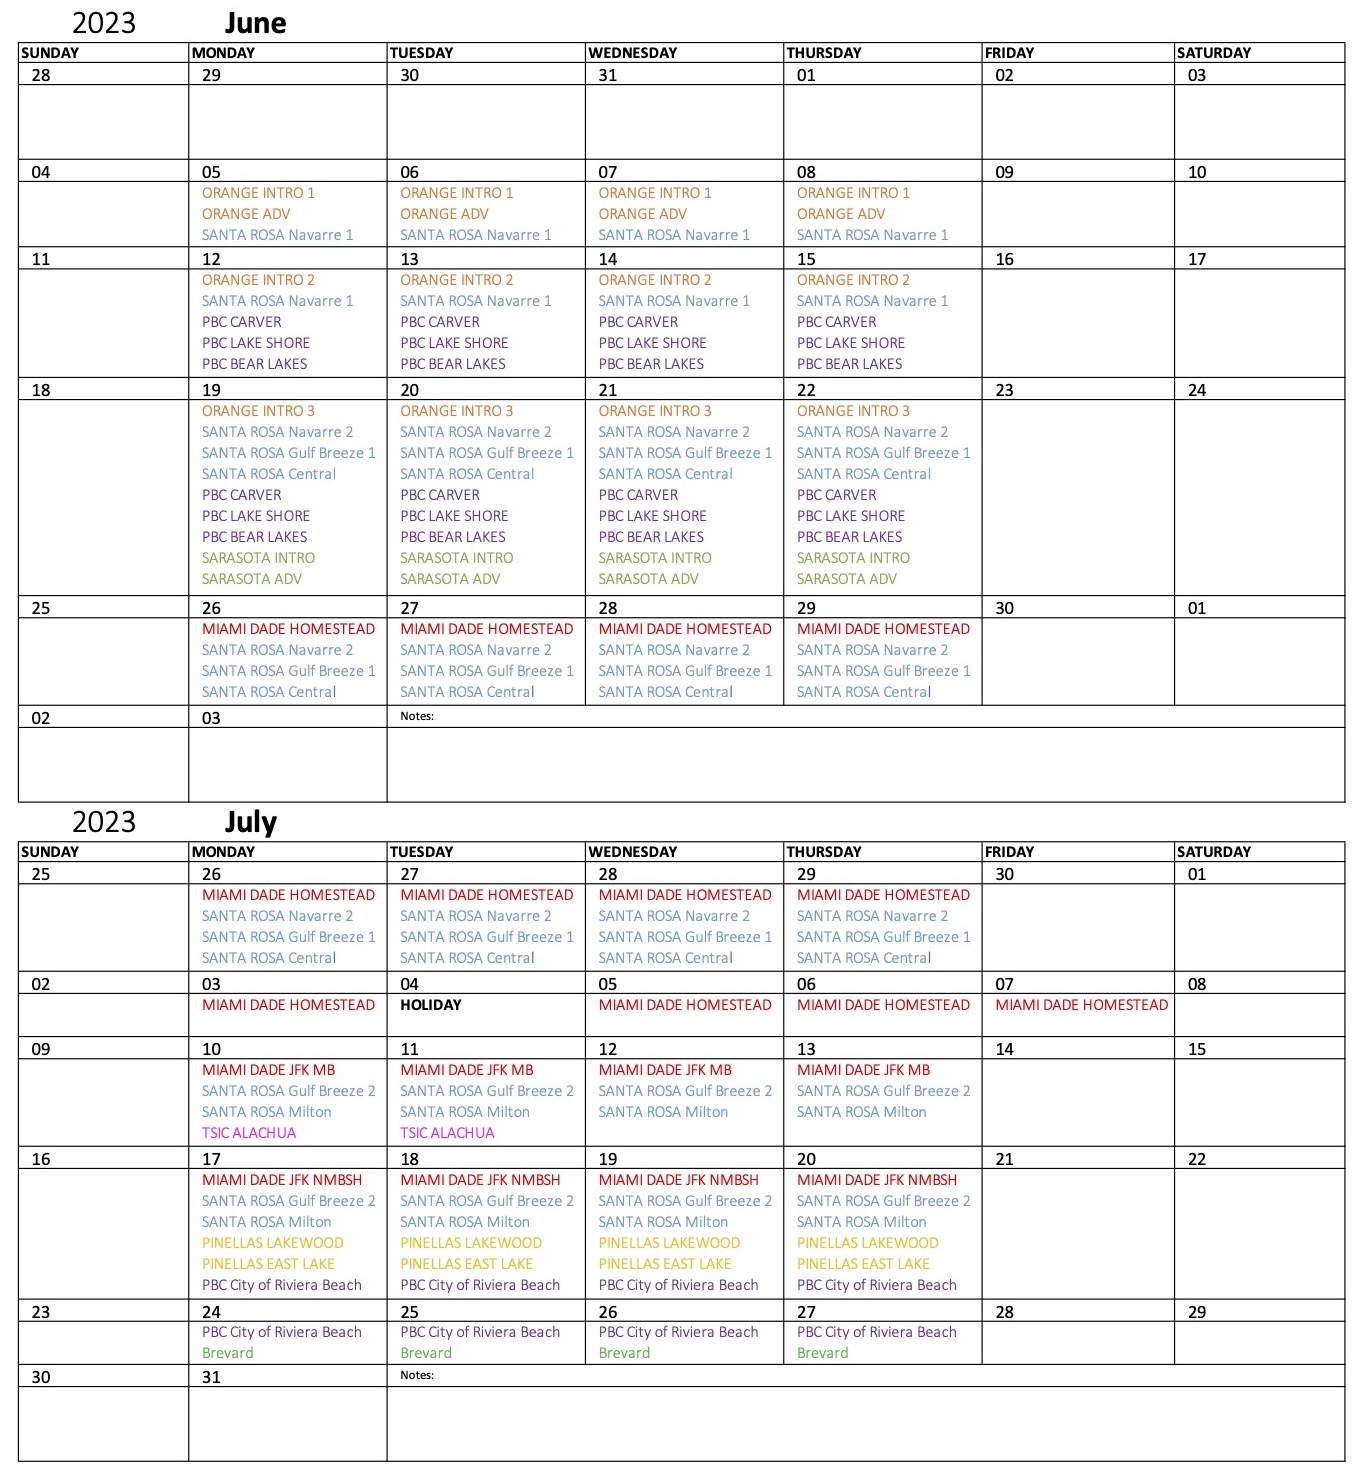 2023 June
SUNDAY MONDAY TUESDAY WEDNESDAY THURSDAY FRIDAY SATURDAY
28 29 30 31 01 02 03
04 05 06 07 08 09 10
ORANGE INTRO 1 ORANGE INTRO 1 ORANGE INTRO 1 ORANGE INTRO 1
ORANGE ADV ORANGE ADV ORANGE ADV ORANGE ADV
SANTA ROSA Navarre 1 SANTA ROSA Navarre 1 SANTA ROSA Navarre 1 SANTA ROSA Navarre 1
11 12 13 14 15 16 17
ORANGE INTRO 2 ORANGE INTRO 2 ORANGE INTRO 2 ORANGE INTRO 2
SANTA ROSA Navarre 1 SANTA ROSA Navarre 1 SANTA ROSA Navarre 1 SANTA ROSA Navarre 1
PBC CARVER PBC CARVER PBC CARVER PBC CARVER
PBC LAKE SHORE PBC LAKE SHORE PBC LAKE SHORE PBC LAKE SHORE
PBC BEAR LAKES PBC BEAR LAKES PBC BEAR LAKES PBC BEAR LAKES
18 19 20 21 22 23 24
ORANGE INTRO 3 ORANGE INTRO 3 ORANGE INTRO 3 ORANGE INTRO 3
SANTA ROSA Navarre 2 SANTA ROSA Navarre 2 SANTA ROSA Navarre 2 SANTA ROSA Navarre 2
SANTA ROSA Gulf Breeze 1 SANTA ROSA Gulf Breeze 1 SANTA ROSA Gulf Breeze 1 SANTA ROSA Gulf Breeze 1
SANTA ROSA Central SANTA ROSA Central SANTA ROSA Central SANTA ROSA Central
PBC CARVER PBC CARVER PBC CARVER PBC CARVER
PBC LAKE SHORE PBC LAKE SHORE PBC LAKE SHORE PBC LAKE SHORE
PBC BEAR LAKES PBC BEAR LAKES PBC BEAR LAKES PBC BEAR LAKES
SARASOTA INTRO SARASOTA INTRO SARASOTA INTRO SARASOTA INTRO
SARASOTA ADV SARASOTA ADV SARASOTA ADV SARASOTA ADV
25 26 27 28 29 30 01
MIAMI DADE HOMESTEAD MIAMI DADE HOMESTEAD MIAMI DADE HOMESTEAD MIAMI DADE HOMESTEAD
SANTA ROSA Navarre 2 SANTA ROSA Navarre 2 SANTA ROSA Navarre 2 SANTA ROSA Navarre 2
SANTA ROSA Gulf Breeze 1 SANTA ROSA Gulf Breeze 1 SANTA ROSA Gulf Breeze 1 SANTA ROSA Gulf Breeze 1
SANTA ROSA Central SANTA ROSA Central SANTA ROSA Central SANTA ROSA Central
02 03 Notes:
2023 July
SUNDAY MONDAY TUESDAY WEDNESDAY THURSDAY FRIDAY SATURDAY
25 26 27 28 29 30 01
MIAMI DADE HOMESTEAD MIAMI DADE HOMESTEAD MIAMI DADE HOMESTEAD MIAMI DADE HOMESTEAD
SANTA ROSA Navarre 2 SANTA ROSA Navarre 2 SANTA ROSA Navarre 2 SANTA ROSA Navarre 2
SANTA ROSA Gulf Breeze 1 SANTA ROSA Gulf Breeze 1 SANTA ROSA Gulf Breeze 1 SANTA ROSA Gulf Breeze 1
SANTA ROSA Central SANTA ROSA Central SANTA ROSA Central SANTA ROSA Central
02 03 04 05 06 07 08
MIAMI DADE HOMESTEAD HOLIDAY MIAMI DADE HOMESTEAD MIAMI DADE HOMESTEAD MIAMI DADE HOMESTEAD
09 10 11 12 13 14 15
MIAMI DADE JFK MB MIAMI DADE JFK MB MIAMI DADE JFK MB MIAMI DADE JFK MB
SANTA ROSA Gulf Breeze 2 SANTA ROSA Gulf Breeze 2 SANTA ROSA Gulf Breeze 2 SANTA ROSA Gulf Breeze 2
SANTA ROSA Milton SANTA ROSA Milton SANTA ROSA Milton SANTA ROSA Milton
TSIC ALACHUA TSIC ALACHUA
16 17 18 19 20 21 22
MIAMI DADE JFK NMBSH MIAMI DADE JFK NMBSH MIAMI DADE JFK NMBSH MIAMI DADE JFK NMBSH
SANTA ROSA Gulf Breeze 2 SANTA ROSA Gulf Breeze 2 SANTA ROSA Gulf Breeze 2 SANTA ROSA Gulf Breeze 2
SANTA ROSA Milton SANTA ROSA Milton SANTA ROSA Milton SANTA ROSA Milton
PINELLAS LAKEWOOD PINELLAS LAKEWOOD PINELLAS LAKEWOOD PINELLAS LAKEWOOD
PINELLAS EAST LAKE PINELLAS EAST LAKE PINELLAS EAST LAKE PINELLAS EAST LAKE
PBC City of Riviera Beach PBC City of Riviera Beach PBC City of Riviera Beach PBC City of Riviera Beach
23 24 25 26 27 28 29
PBC City of Riviera Beach PBC City of Riviera Beach PBC City of Riviera Beach PBC City of Riviera Beach
Brevard Brevard Brevard Brevard
30 31 Notes: